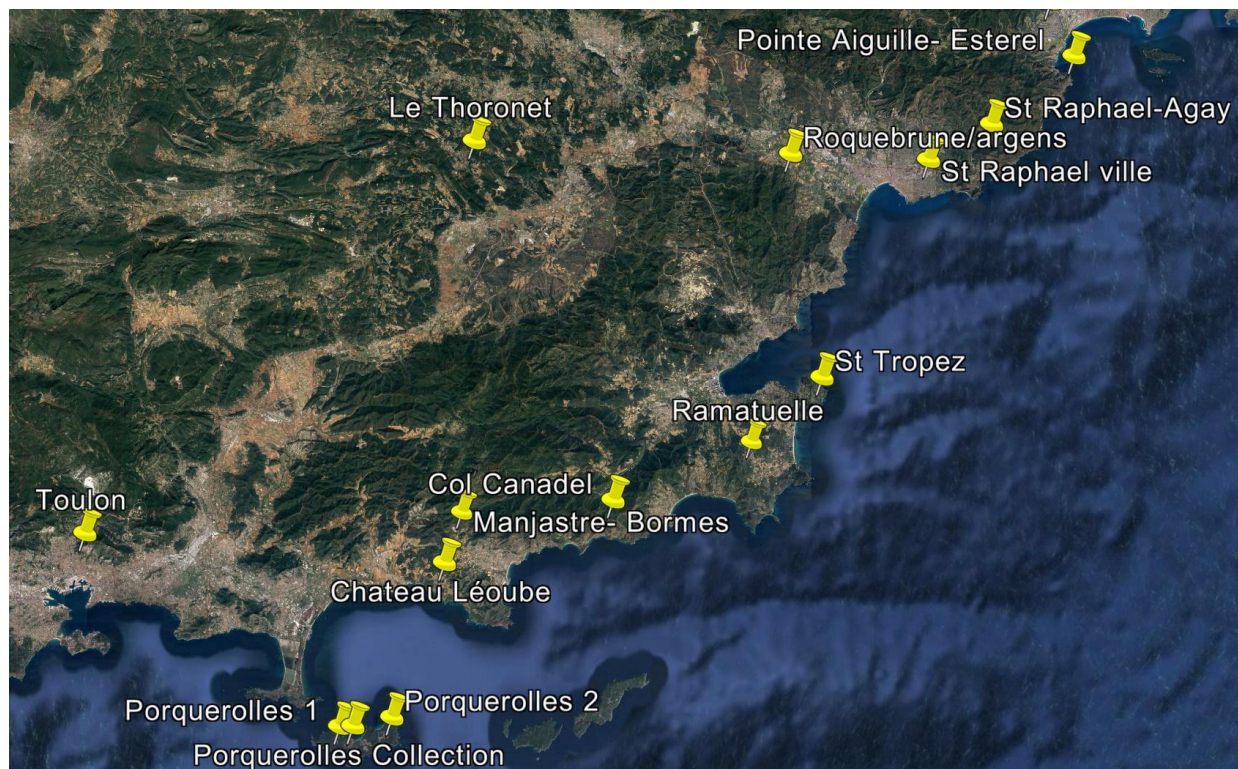 Pointe Aiguille- Esterel
Le Thoronet
St Raphael-Agay
Roquebrune/argens
St Raphael ville
St Tropez
Ramatuelle
Col Canadel
Toulon
Manjastre- Bormes
Chateau Léoube
Porquerolles 2
Porquerolles 1
Porquerolles Collection